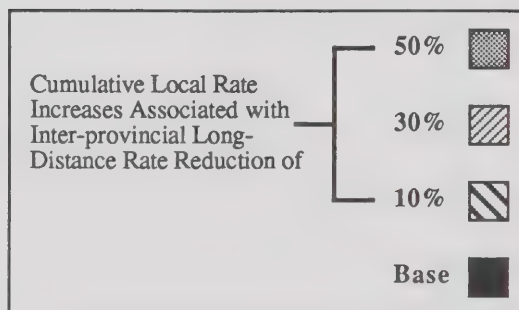 50%
Cumulative Local Rate
Increases Associated with
30%
Inter-provincial Long-
Distance Rate Reduction of
10%
Base